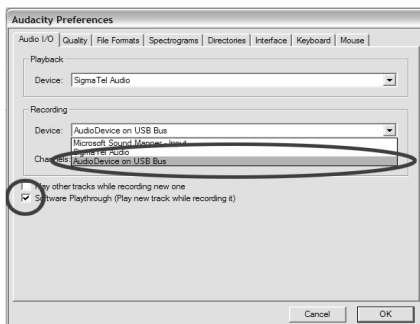 Audacity Preferences
Audio I/O Quality File Formats Spectrograms Directories Interface Keyboard Mouse
Playback
Device: SigmaTel Audio
Recording
Device: AudioDevice on USB Bus
Microsoft Sound Mapper - Input
SigmaTel Audio
Channels: AudioDevice on USB Bus
Play other tracks while recording new one
Software Playthrough (Play new track while recording it)
Cancel OK